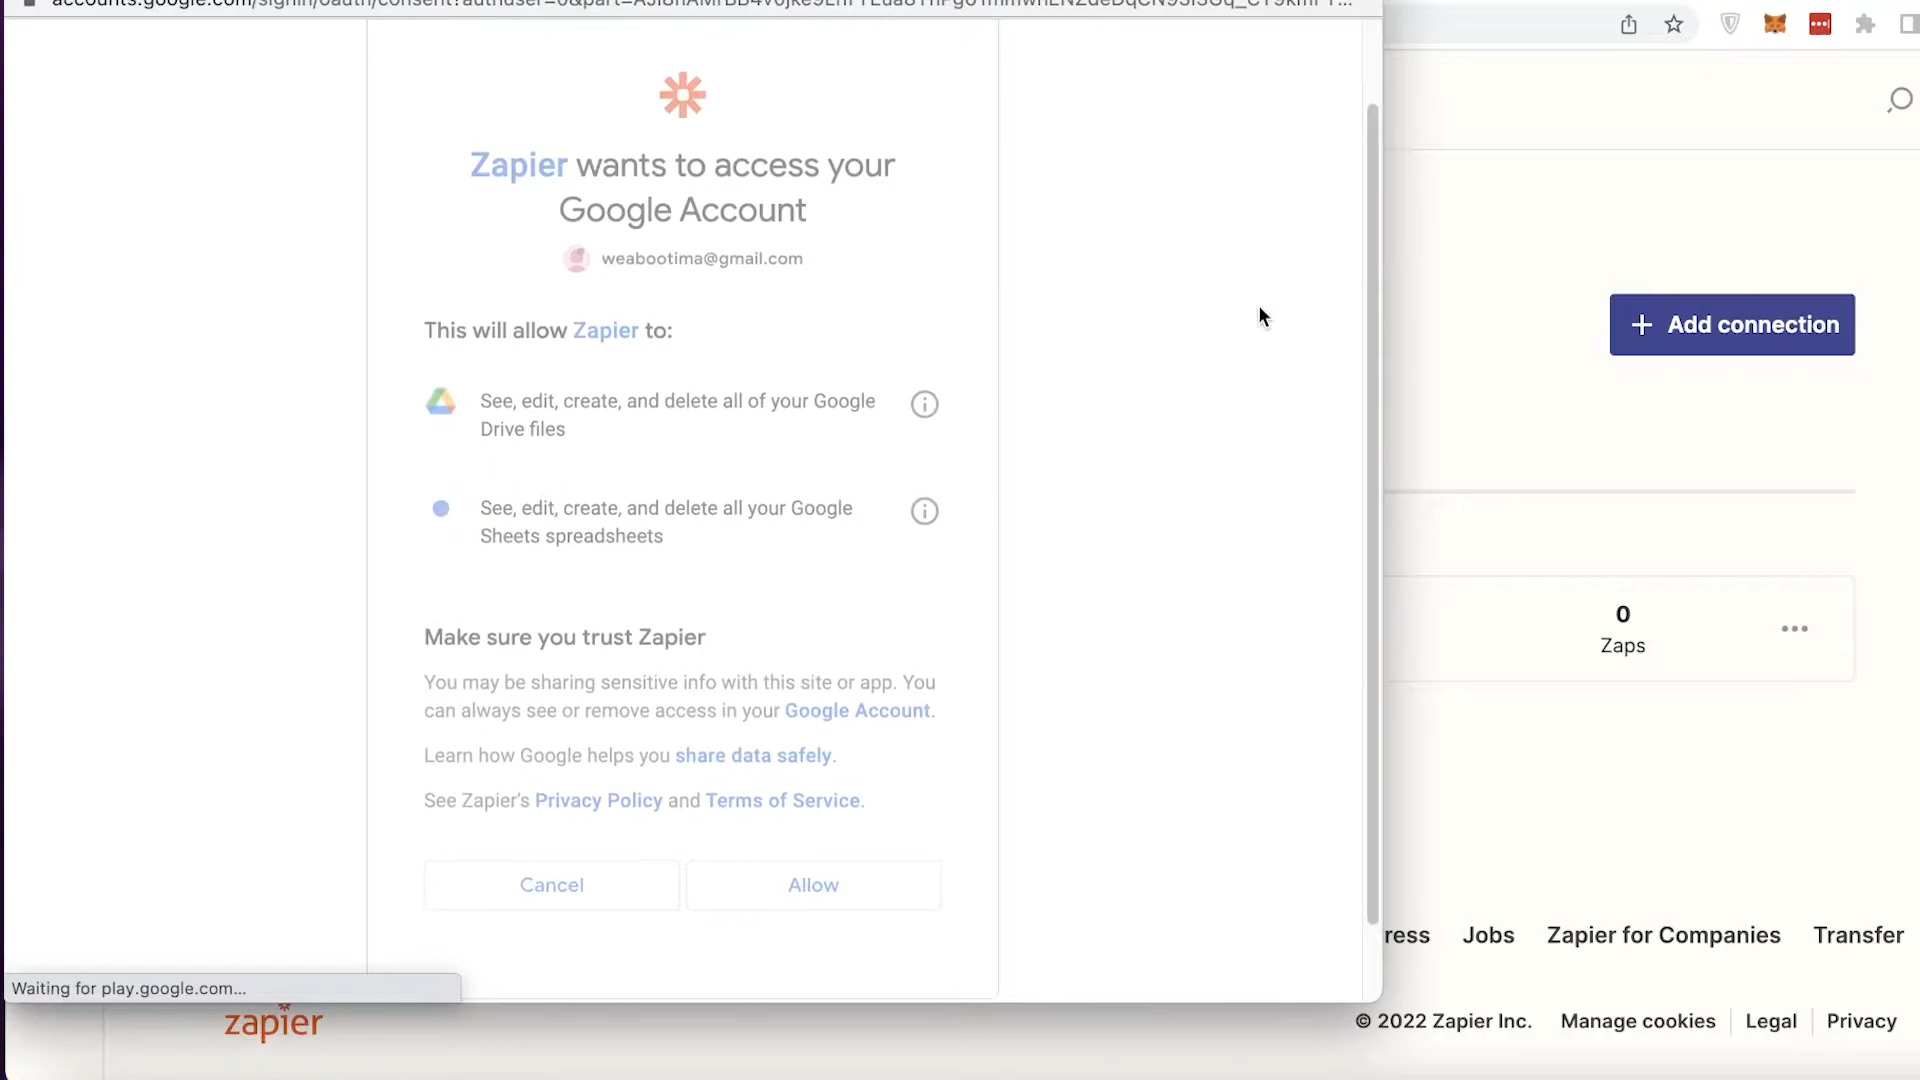 Zapier wants to access your
Google Account
weabootima@gmail.com
This will allow Zapier to:
See, edit, create, and delete all of your Google
Drive files
See, edit, create, and delete all your Google
Sheets spreadsheets
Make sure you trust Zapier
You may be sharing sensitive info with this site or app. You
can always see or remove access in your Google Account.
Learn how Google helps you share data safely.
See Zapier's Privacy Policy and Terms of Service.
Cancel Allow
Waiting for play.google.com...
+ Add connection
0
Zaps
ress Jobs Zapier for Companies Transfer
zapier
© 2022 Zapier Inc. Manage cookies Legal Privacy